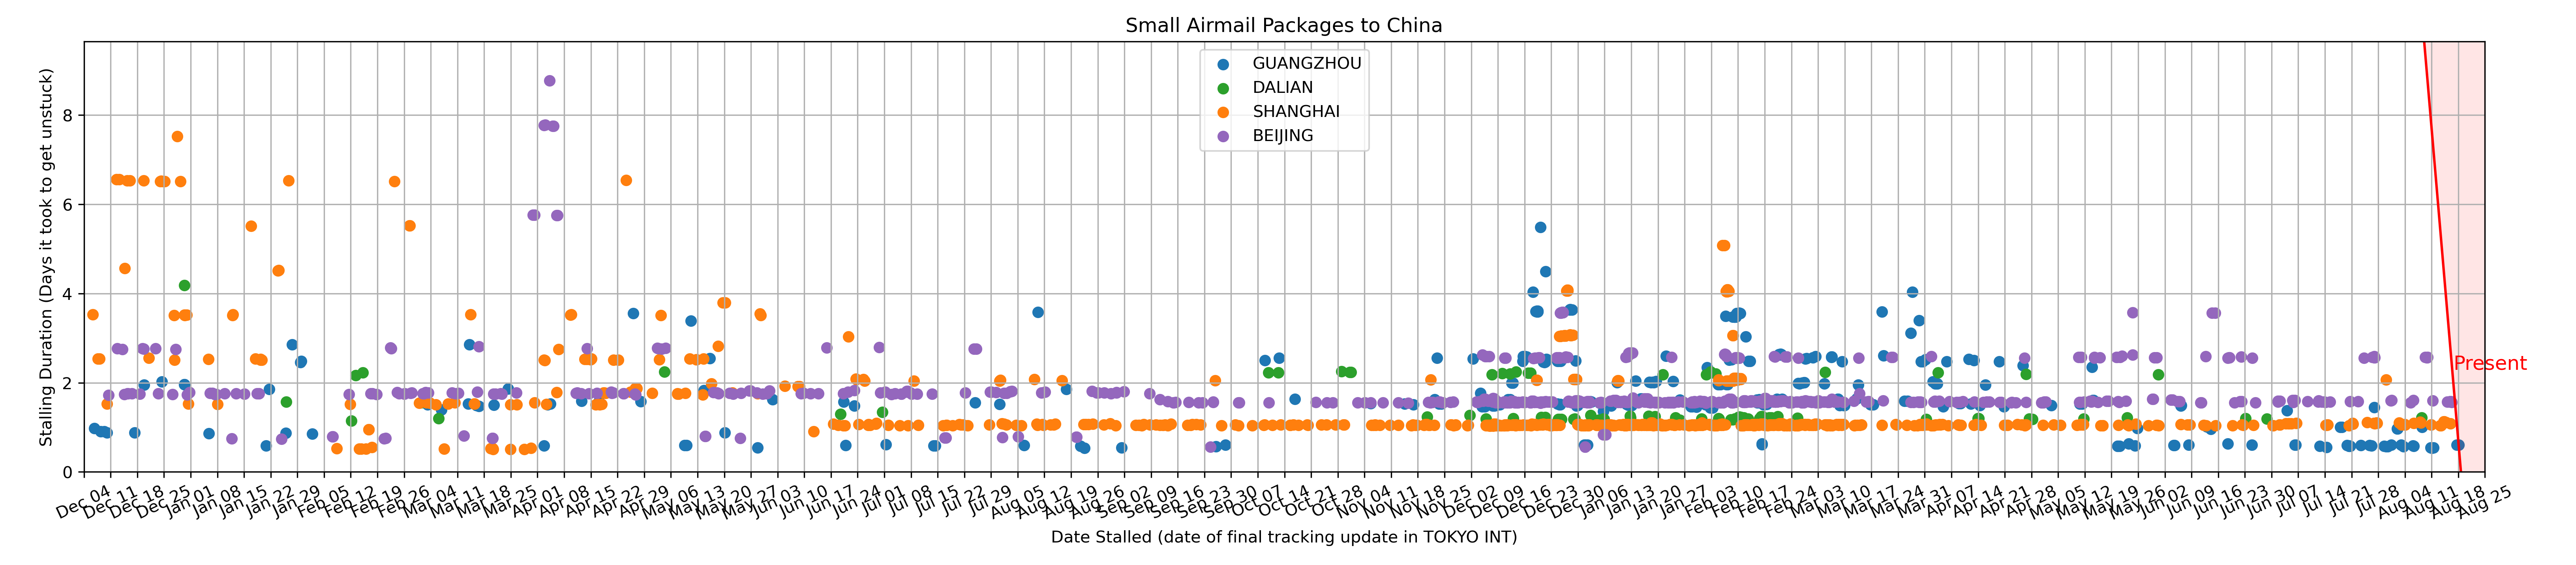 Small Airmail Packages to China
GUANGZHOU
DALIAN
SHANGHAI
BEIJING
Stalling Duration (Days it took to get unstuck)
8
6
4
2
0
Present
Dec 04
Dec 11
Dec 18
Dec 25
Jan 01
Jan 08
Jan 15
Jan 22
Jan 29
Feb 05
Feb 12
Feb 19
Feb 26
Mar 04
Mar 11
Mar 18
Mar 25
Apr 01
Apr 08
Apr 15
Apr 22
Apr 29
May 06
May 13
May 20
May 27
Jun 03
Jun 10
Jun 17
Jun 24
Jul 01
Jul 08
Jul 15
Jul 22
Jul 29
Aug 05
Aug 12
Aug 19
Aug 26
Sep 02
Sep 09
Sep 16
Sep 23
Sep 30
Oct 07
Oct 14
Oct 21
Oct 28
Nov 04
Nov 11
Nov 18
Nov 25
Dec 02
Dec 09
Dec 16
Dec 23
Dec 30
Jan 06
Jan 13
Jan 20
Jan 27
Feb 03
Feb 10
Feb 17
Feb 24
Mar 03
Mar 10
Mar 17
Mar 24
Mar 31
Apr 07
Apr 14
Apr 21
Apr 28
May 05
May 12
May 19
May 26
Jun 02
Jun 09
Jun 16
Jun 23
Jun 30
Jul 07
Jul 14
Jul 21
Jul 28
Aug 04
Aug 11
Aug 18
Aug 25
Date Stalled (date of final tracking update in TOKYO INT)